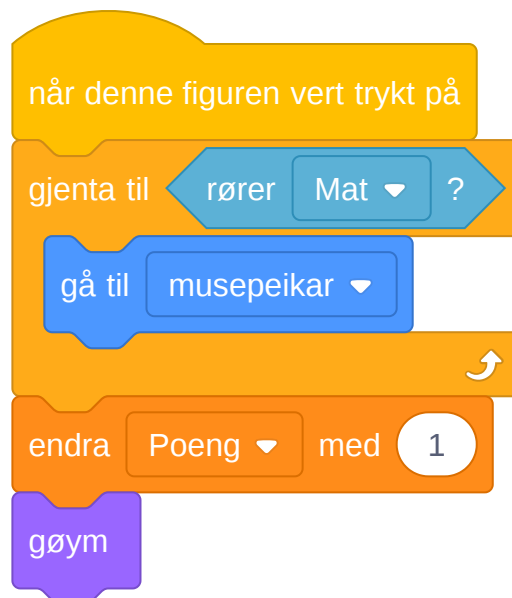 når denne figuren vert trykt på
gjenta til rører Mat ?
gå til musepeikar
endra Poeng med 1
gøym